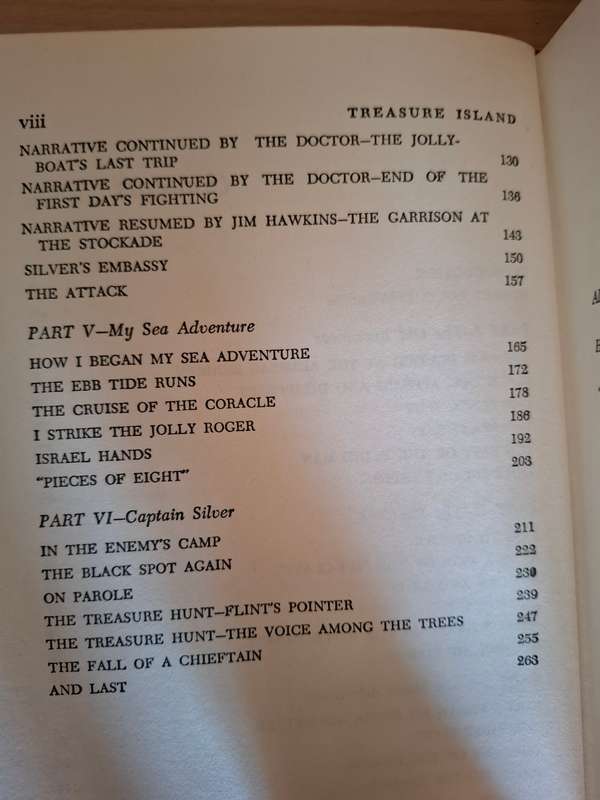 viii TREASURE ISLAND
NARRATIVE CONTINUED BY THE DOCTOR—THE JOLLY-
BOAT'S LAST TRIP 130
NARRATIVE CONTINUED BY THE DOCTOR—END OF THE
FIRST DAY'S FIGHTING 136
NARRATIVE RESUMED BY JIM HAWKINS—THE GARRISON AT
THE STOCKADE 143
SILVER'S EMBASSY 150
THE ATTACK 157
PART V—My Sea Adventure
HOW I BEGAN MY SEA ADVENTURE 165
THE EBB TIDE RUNS 172
THE CRUISE OF THE CORACLE 178
I STRIKE THE JOLLY ROGER 186
ISRAEL HANDS 192
"PIECES OF EIGHT" 203
PART VI—Captain Silver
IN THE ENEMY'S CAMP 211
THE BLACK SPOT AGAIN 222
ON PAROLE 230
THE TREASURE HUNT—FLINT'S POINTER 239
THE TREASURE HUNT—THE VOICE AMONG THE TREES 247
THE FALL OF A CHIEFTAIN 255
AND LAST 263